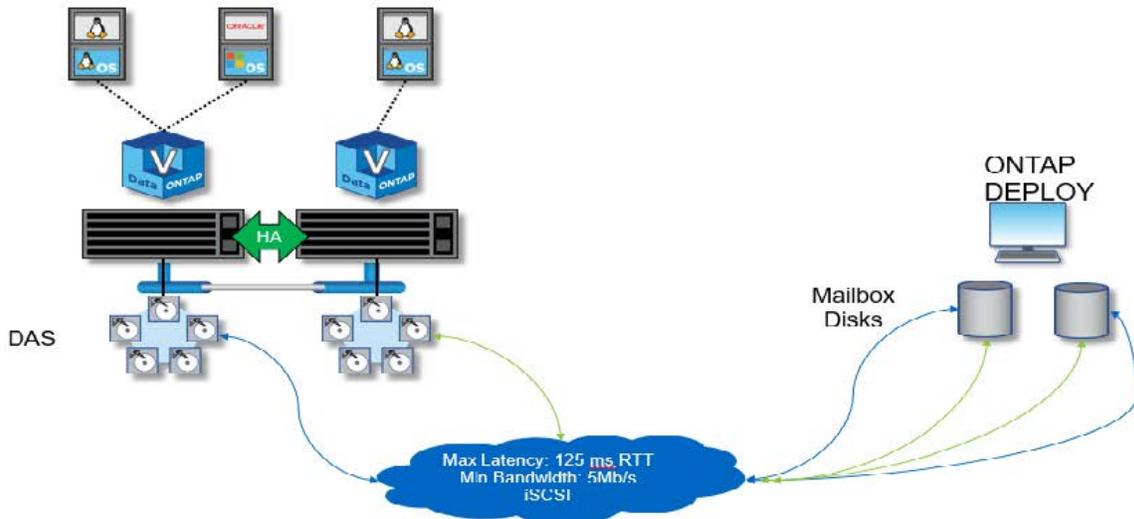 ORACLE
OS
OS
OS
V
Data ONTAP
V
Data ONTAP
HA
DAS
ONTAP
DEPLOY
Mailbox
Disks
Max Latency: 125 ms RTT
Min Bandwidth: 5Mb/s
iSCSI